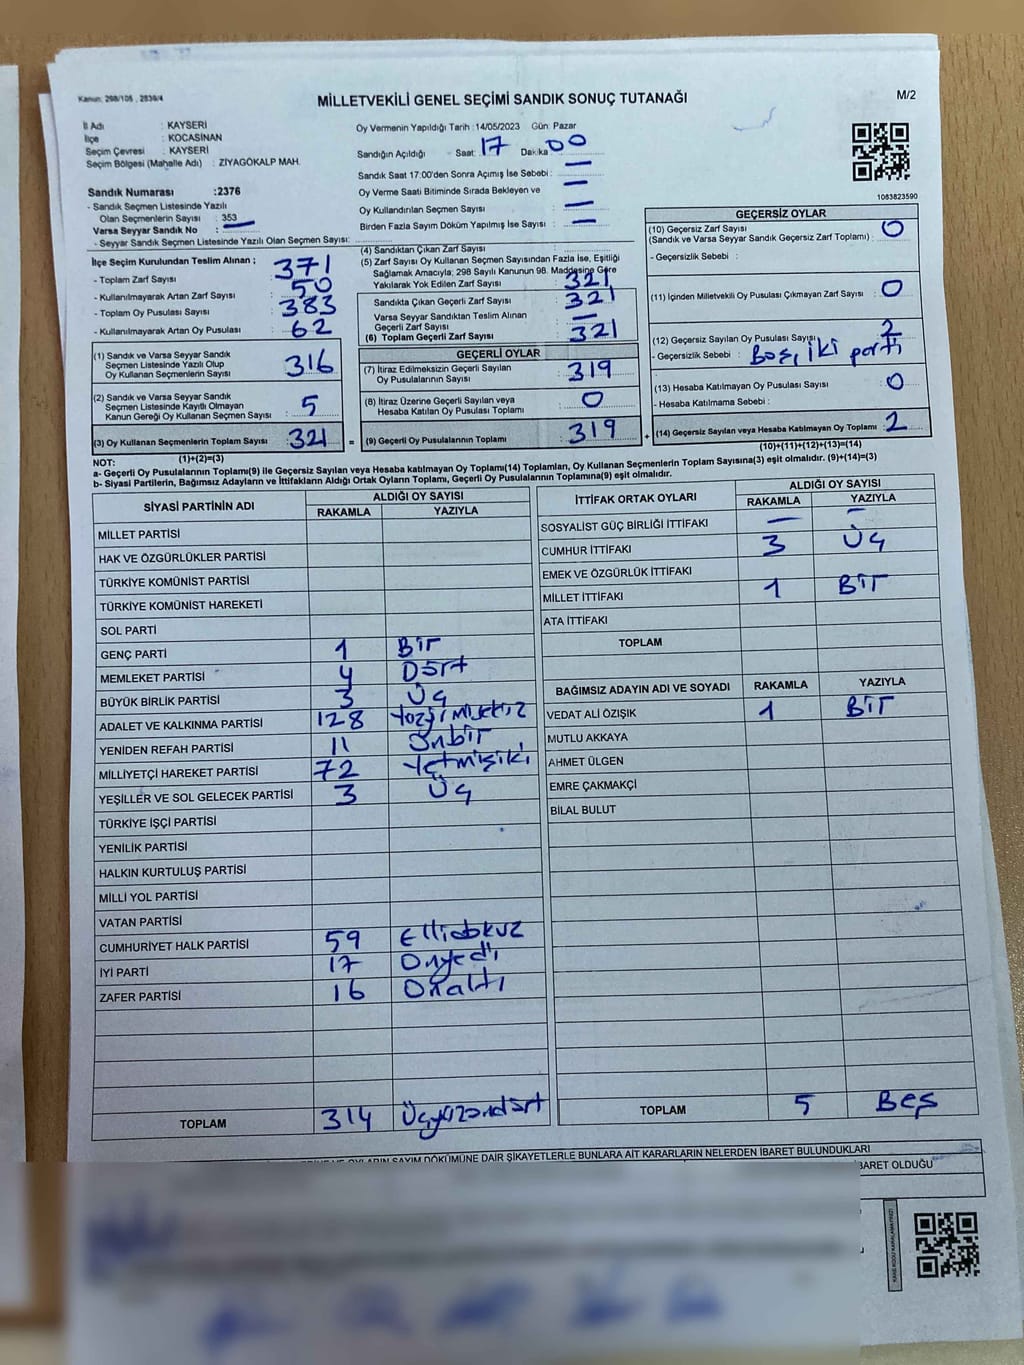 Kanun: 298/105 , 2839/4
MİLLETVEKİLİ GENEL SEÇİMİ SANDIK SONUÇ TUTANAĞI
M/2
İl Adı : KAYSERİ
İlçe : KOCASİNAN
Seçim Çevresi : KAYSERİ
Seçim Bölgesi (Mahalle Adı) : ZİYAGÖKALP MAH.
Sandık Numarası :2376
- Sandık Seçmen Listesinde Yazılı
Olan Seçmenlerin Sayısı : 353
Varsa Seyyar Sandık No : —
- Seyyar Sandık Seçmen Listesinde Yazılı Olan Seçmen Sayısı:
Oy Vermenin Yapıldığı Tarih :14/05/2023 Gün: Pazar
Sandığın Açıldığı Saat: 17 Dakika 00
Sandık Saat 17:00'den Sonra Açımış İse Sebebi : —
Oy Verme Saati Bitiminde Sırada Bekleyen ve —
Oy Kullandırılan Seçmen Sayısı : —
Birden Fazla Sayım Döküm Yapılmış İse Sayısı : —
1083823590
İlçe Seçim Kurulundan Teslim Alınan ;
- Toplam Zarf Sayısı : 371
- Kullanılmayarak Artan Zarf Sayısı : 50
- Toplam Oy Pusulası Sayısı : 383
- Kullanılmayarak Artan Oy Pusulası : 62
(1) Sandık ve Varsa Seyyar Sandık
Seçmen Listesinde Yazılı Olup
Oy Kullanan Seçmenlerin Sayısı : 316
(2) Sandık ve Varsa Seyyar Sandık
Seçmen Listesinde Kayıtlı Olmayan
Kanun Gereği Oy Kullanan Seçmen Sayısı : 5
(3) Oy Kullanan Seçmenlerin Toplam Sayısı : 321 =
(1)+(2)=(3)
(4) Sandıktan Çıkan Zarf Sayısı
(5) Zarf Sayısı Oy Kullanan Seçmen Sayısından Fazla İse, Eşitliği
Sağlamak Amacıyla; 298 Sayılı Kanunun 98. Maddesine Göre
Yakılarak Yok Edilen Zarf Sayısı : 321
Sandıkta Çıkan Geçerli Zarf Sayısı : 321
Varsa Seyyar Sandıktan Teslim Alınan
Geçerli Zarf Sayısı : —
(6) Toplam Geçerli Zarf Sayısı : 321
GEÇERLİ OYLAR
(7) İtiraz Edilmeksizin Geçerli Sayılan
Oy Pusulalarının Sayısı : 319
(8) İtiraz Üzerine Geçerli Sayılan veya
Hesaba Katılan Oy Pusulası Toplamı : 0
(9) Geçerli Oy Pusulalarının Toplamı : 319 +
GEÇERSİZ OYLAR
(10) Geçersiz Zarf Sayısı
(Sandık ve Varsa Seyyar Sandık Geçersiz Zarf Toplamı) : 0
- Geçersizlik Sebebi :
(11) İçinden Milletvekili Oy Pusulası Çıkmayan Zarf Sayısı : 0
(12) Geçersiz Sayılan Oy Pusulası Sayısı : 2
- Geçersizlik Sebebi : Boş, iki parti
(13) Hesaba Katılmayan Oy Pusulası Sayısı : 0
- Hesaba Katılmama Sebebi :
(14) Geçersiz Sayılan veya Hesaba Katılmayan Oy Toplamı : 2
(10)+(11)+(12)+(13)=(14)
NOT:
a- Geçerli Oy Pusulalarının Toplamı(9) ile Geçersiz Sayılan veya Hesaba katılmayan Oy Toplamı(14) Toplamları, Oy Kullanan Seçmenlerin Toplam Sayısına(3) eşit olmalıdır. (9)+(14)=(3)
b- Siyasi Partilerin, Bağımsız Adayların ve İttifakların Aldığı Ortak Oyların Toplamı, Geçerli Oy Pusulalarının Toplamına(9) eşit olmalıdır.
SİYASİ PARTİNİN ADI ALDIĞI OY SAYISI
RAKAMLA YAZIYLA
MİLLET PARTİSİ
HAK VE ÖZGÜRLÜKLER PARTİSİ
TÜRKİYE KOMÜNİST PARTİSİ
TÜRKİYE KOMÜNİST HAREKETİ
SOL PARTİ
GENÇ PARTİ 1 Bir
MEMLEKET PARTİSİ 4 Dört
BÜYÜK BİRLİK PARTİSİ 3 Üç
ADALET VE KALKINMA PARTİSİ 128 Yüzyirmisekiz
YENİDEN REFAH PARTİSİ 11 Onbir
MİLLİYETÇİ HAREKET PARTİSİ 72 Yetmişiki
YEŞİLLER VE SOL GELECEK PARTİSİ 3 Üç
TÜRKİYE İŞÇİ PARTİSİ
YENİLİK PARTİSİ
HALKIN KURTULUŞ PARTİSİ
MİLLİ YOL PARTİSİ
VATAN PARTİSİ
CUMHURİYET HALK PARTİSİ 59 Ellidokuz
İYİ PARTİ 17 Onyedi
ZAFER PARTİSİ 16 Onaltı
TOPLAM 314 Üçyüzondört
İTTİFAK ORTAK OYLARI ALDIĞI OY SAYISI
RAKAMLA YAZIYLA
SOSYALİST GÜÇ BİRLİĞİ İTTİFAKI — —
CUMHUR İTTİFAKI 3 Üç
EMEK VE ÖZGÜRLÜK İTTİFAKI
MİLLET İTTİFAKI 1 Bir
ATA İTTİFAKI
TOPLAM
BAĞIMSIZ ADAYIN ADI VE SOYADI RAKAMLA YAZIYLA
VEDAT ALİ ÖZIŞIK 1 Bir
MUTLU AKKAYA
AHMET ÜLGEN
EMRE ÇAKMAKÇİ
BİLAL BULUT
TOPLAM 5 Beş
OYLARIN SAYIM DÖKÜMÜNE DAİR ŞİKAYETLERLE BUNLARA AİT KARARLARIN NELERDEN İBARET BULUNDUKLARI
İBARET OLDUĞU